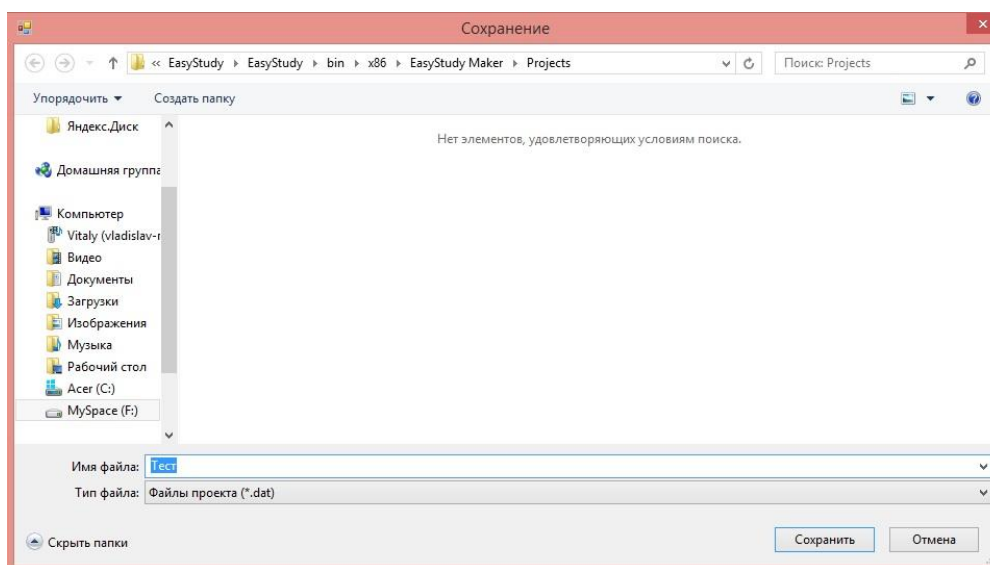 Сохранение
« EasyStudy EasyStudy bin x86 EasyStudy Maker Projects
Поиск: Projects
Упорядочить Создать папку
Яндекс.Диск
Нет элементов, удовлетворяющих условиям поиска.
Домашняя группа
Компьютер
Vitaly (vladislav-
Видео
Документы
Загрузки
Изображения
Музыка
Рабочий стол
Acer (C:)
MySpace (F:)
Имя файла: Тест
Тип файла: Файлы проекта (*.dat)
Скрыть папки
Сохранить Отмена